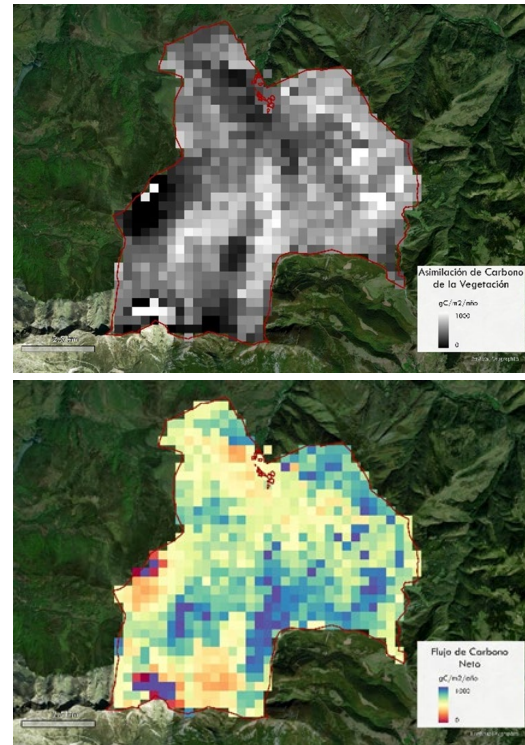 Asimilación de Carbono
de la Vegetación
gC/m2/año
1000
0
Flujo de Carbono
Neto
gC/m2/año
1000
0